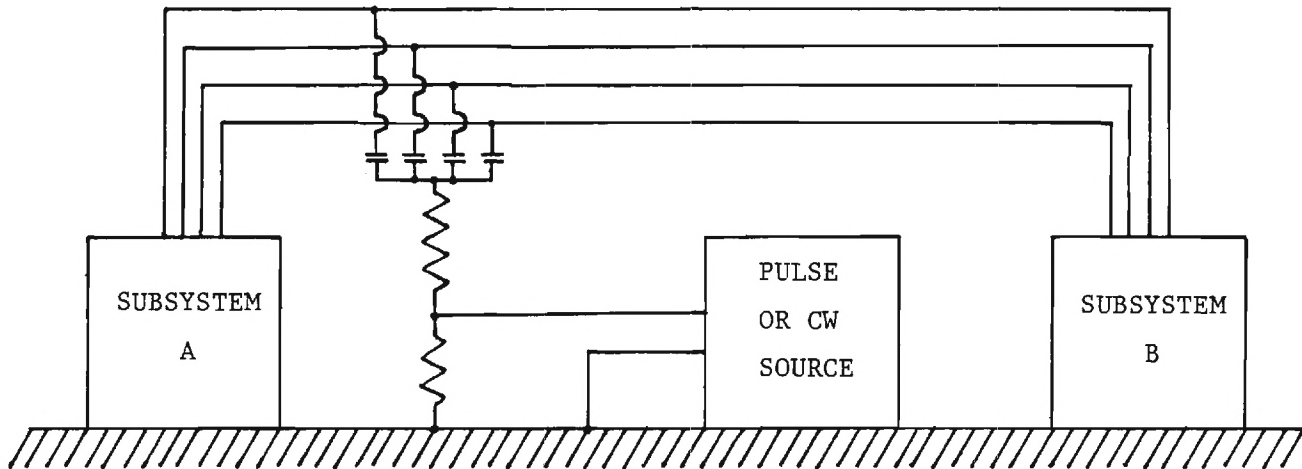 SUBSYSTEM
A
PULSE
OR CW
SOURCE
SUBSYSTEM
B